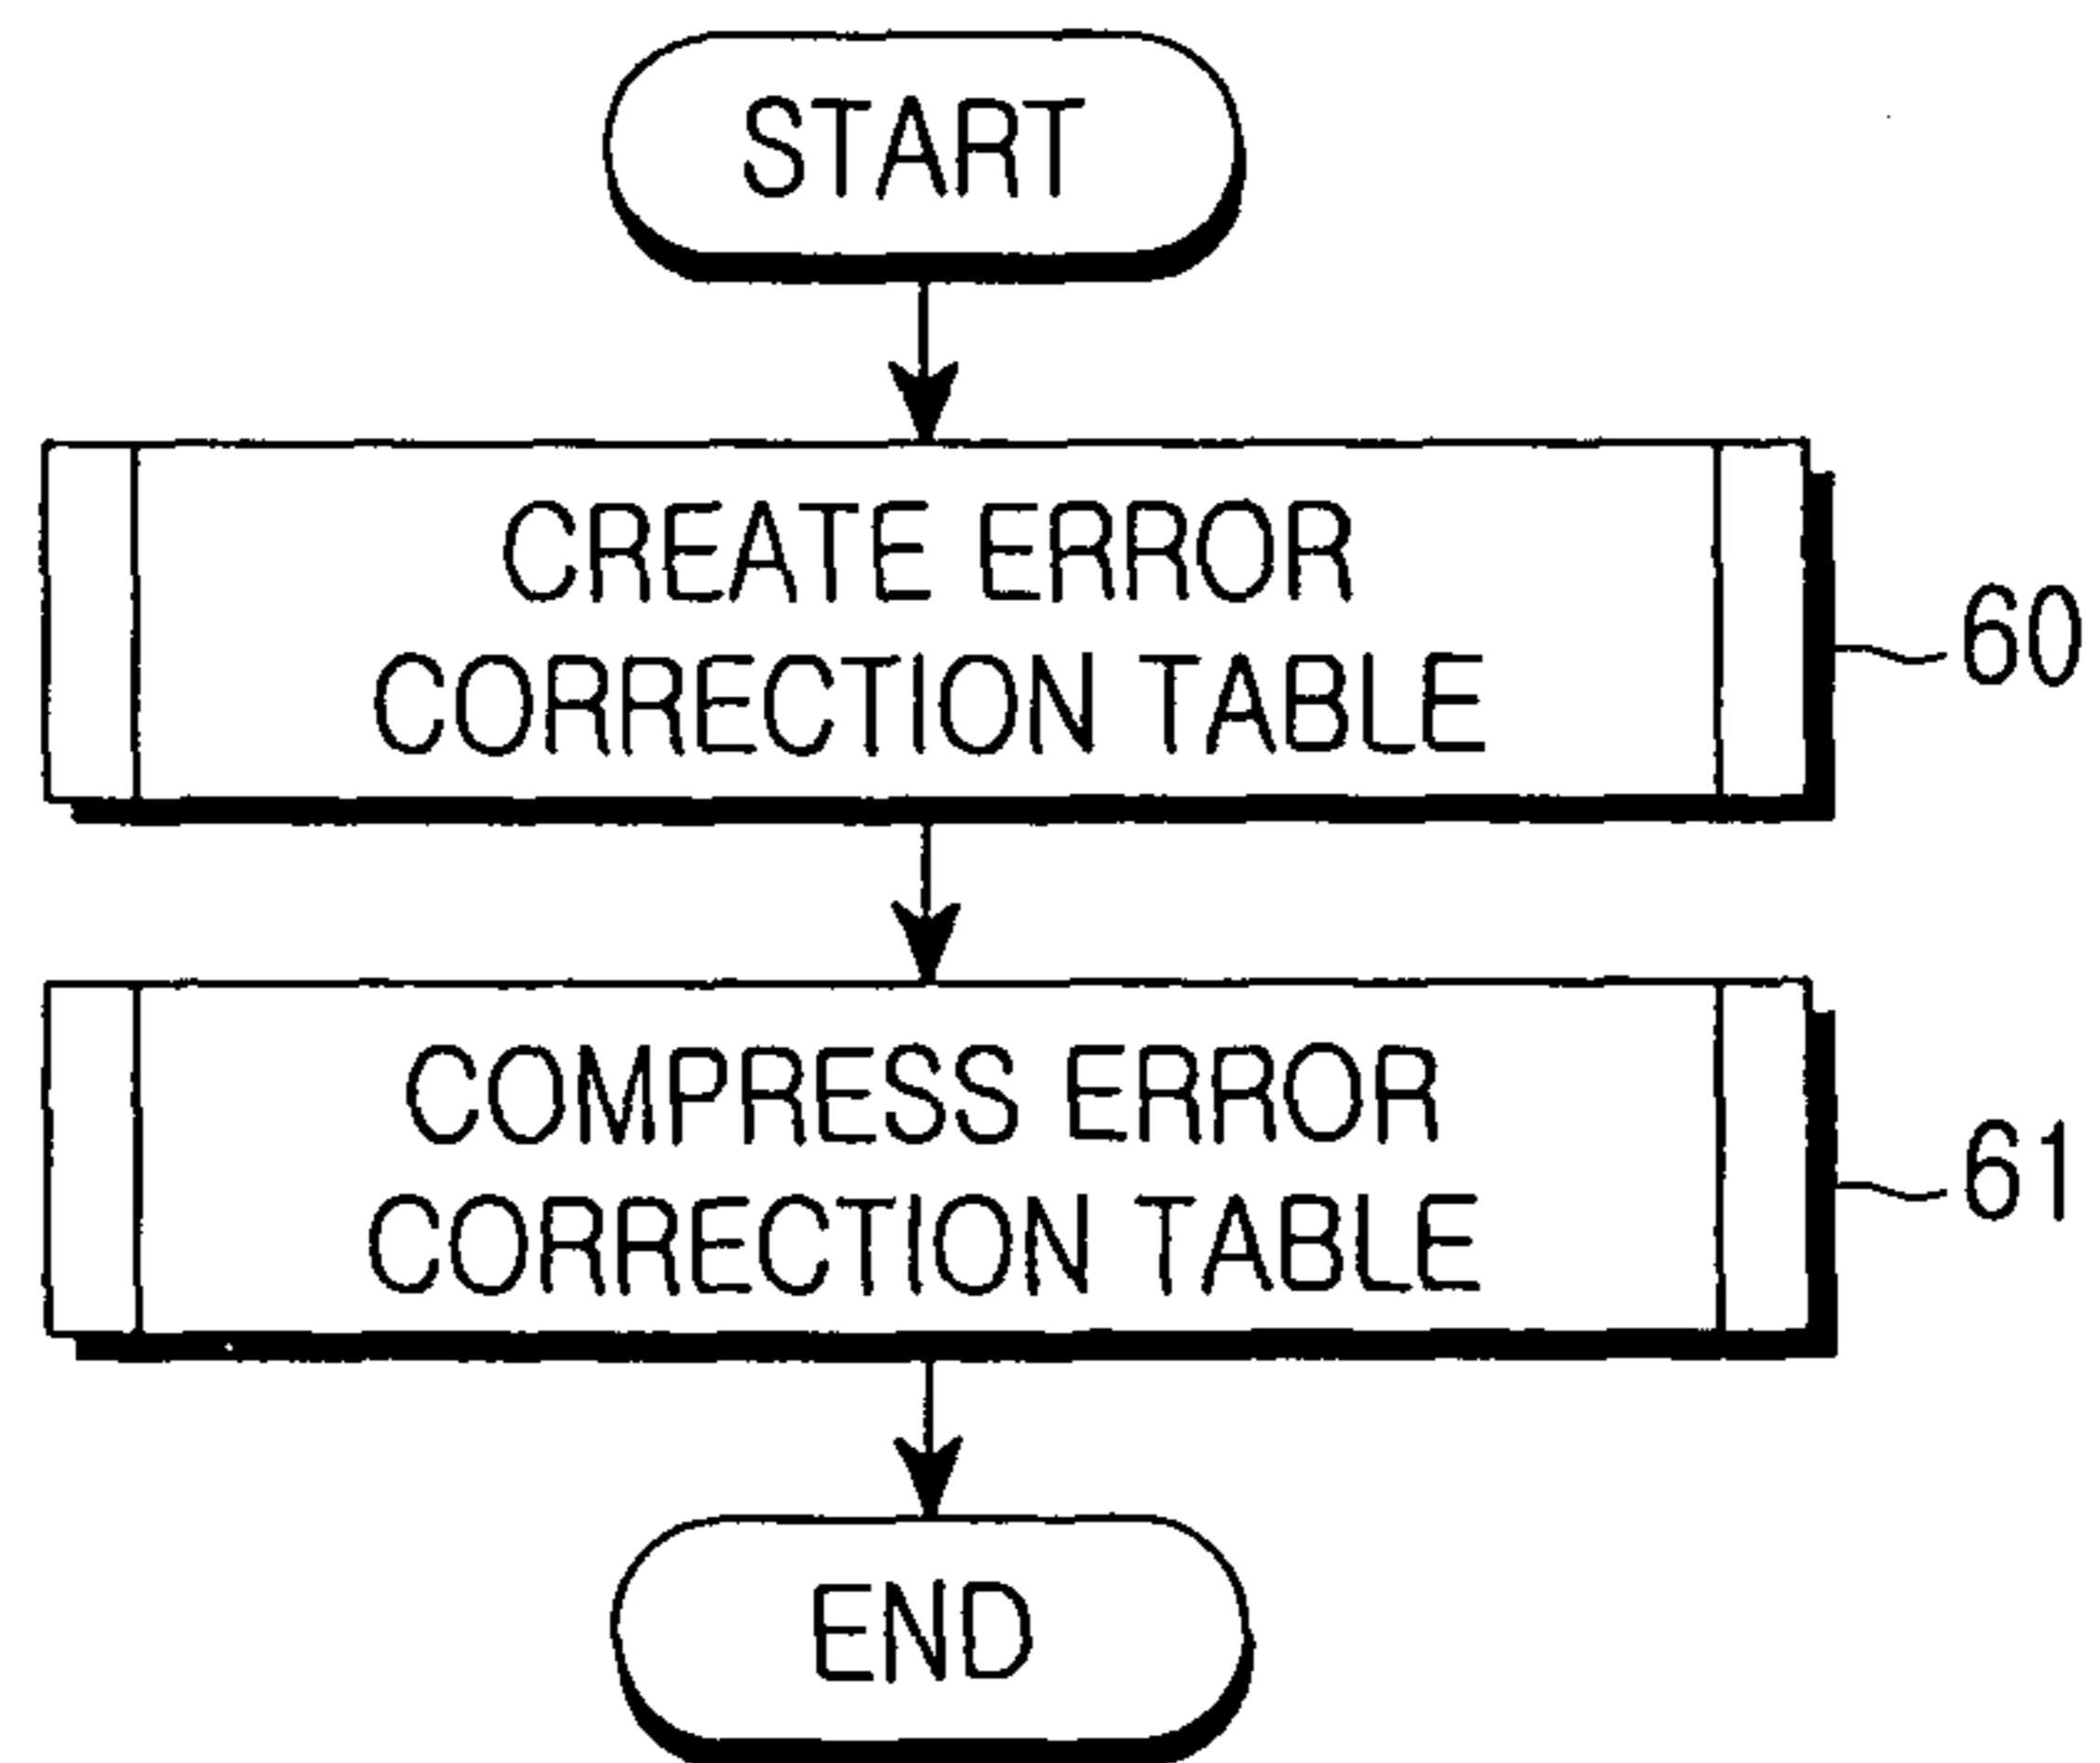 START
CREATE ERROR
CORRECTION TABLE
60
COMPRESS ERROR
CORRECTION TABLE
61
END